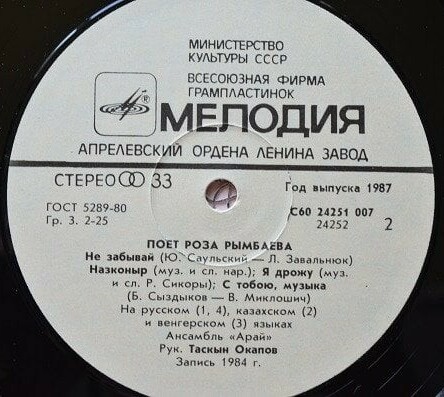 МИНИСТЕРСТВО
КУЛЬТУРЫ СССР
ВСЕСОЮЗНАЯ ФИРМА
ГРАМПЛАСТИНОК
®
МЕЛОДИЯ
АПРЕЛЕВСКИЙ ОРДЕНА ЛЕНИНА ЗАВОД
СТЕРЕО 33
Год выпуска 1987
ГОСТ 5289-80
С60 24251 007
Гр. 3. 2-25
24252 2
ПОЕТ РОЗА РЫМБАЕВА
Не забывай (Ю. Саульский — Л. Завальнюк)
Назконыр (муз. и сл. нар.); Я дрожу (муз.
и сл. Р. Сикоры); С тобою, музыка
(Б. Сыздыков — В. Миклошич)
На русском (1, 4), казахском (2)
и венгерском (3) языках
Ансамбль «Арай»
Рук. Таскын Окапов
Запись 1984 г.